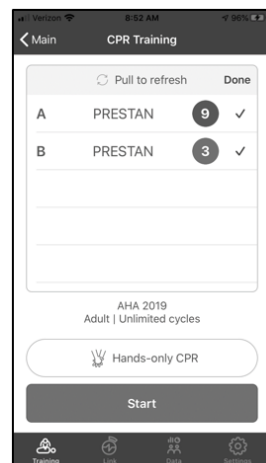 Verizon 8:52 AM 96%
Main CPR Training
Pull to refresh Done
A PRESTAN 9
B PRESTAN 3
AHA 2019
Adult | Unlimited cycles
Hands-only CPR
Start
Training Link Data Settings